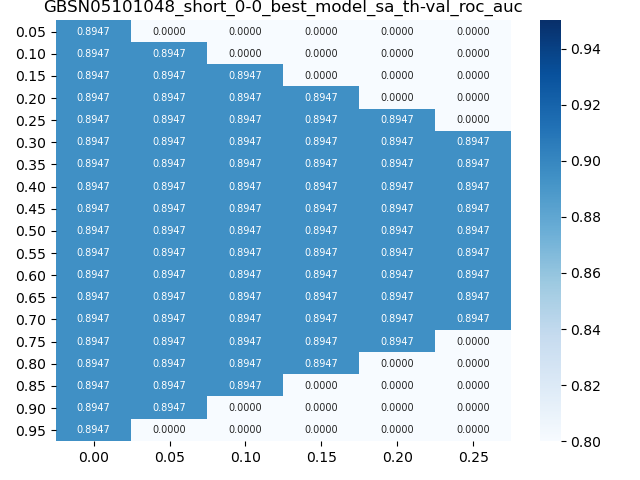 GBSN05101048_short_0-0_best_model_sa_th-val_roc_auc
0.05 0.8947 0.0000 0.0000 0.0000 0.0000 0.0000
0.10 0.8947 0.8947 0.0000 0.0000 0.0000 0.0000
0.15 0.8947 0.8947 0.8947 0.0000 0.0000 0.0000
0.20 0.8947 0.8947 0.8947 0.8947 0.0000 0.0000
0.25 0.8947 0.8947 0.8947 0.8947 0.8947 0.0000
0.30 0.8947 0.8947 0.8947 0.8947 0.8947 0.8947
0.35 0.8947 0.8947 0.8947 0.8947 0.8947 0.8947
0.40 0.8947 0.8947 0.8947 0.8947 0.8947 0.8947
0.45 0.8947 0.8947 0.8947 0.8947 0.8947 0.8947
0.50 0.8947 0.8947 0.8947 0.8947 0.8947 0.8947
0.55 0.8947 0.8947 0.8947 0.8947 0.8947 0.8947
0.60 0.8947 0.8947 0.8947 0.8947 0.8947 0.8947
0.65 0.8947 0.8947 0.8947 0.8947 0.8947 0.8947
0.70 0.8947 0.8947 0.8947 0.8947 0.8947 0.8947
0.75 0.8947 0.8947 0.8947 0.8947 0.8947 0.0000
0.80 0.8947 0.8947 0.8947 0.8947 0.0000 0.0000
0.85 0.8947 0.8947 0.8947 0.0000 0.0000 0.0000
0.90 0.8947 0.8947 0.0000 0.0000 0.0000 0.0000
0.95 0.8947 0.0000 0.0000 0.0000 0.0000 0.0000
0.00 0.05 0.10 0.15 0.20 0.25
0.94
0.92
0.90
0.88
0.86
0.84
0.82
0.80